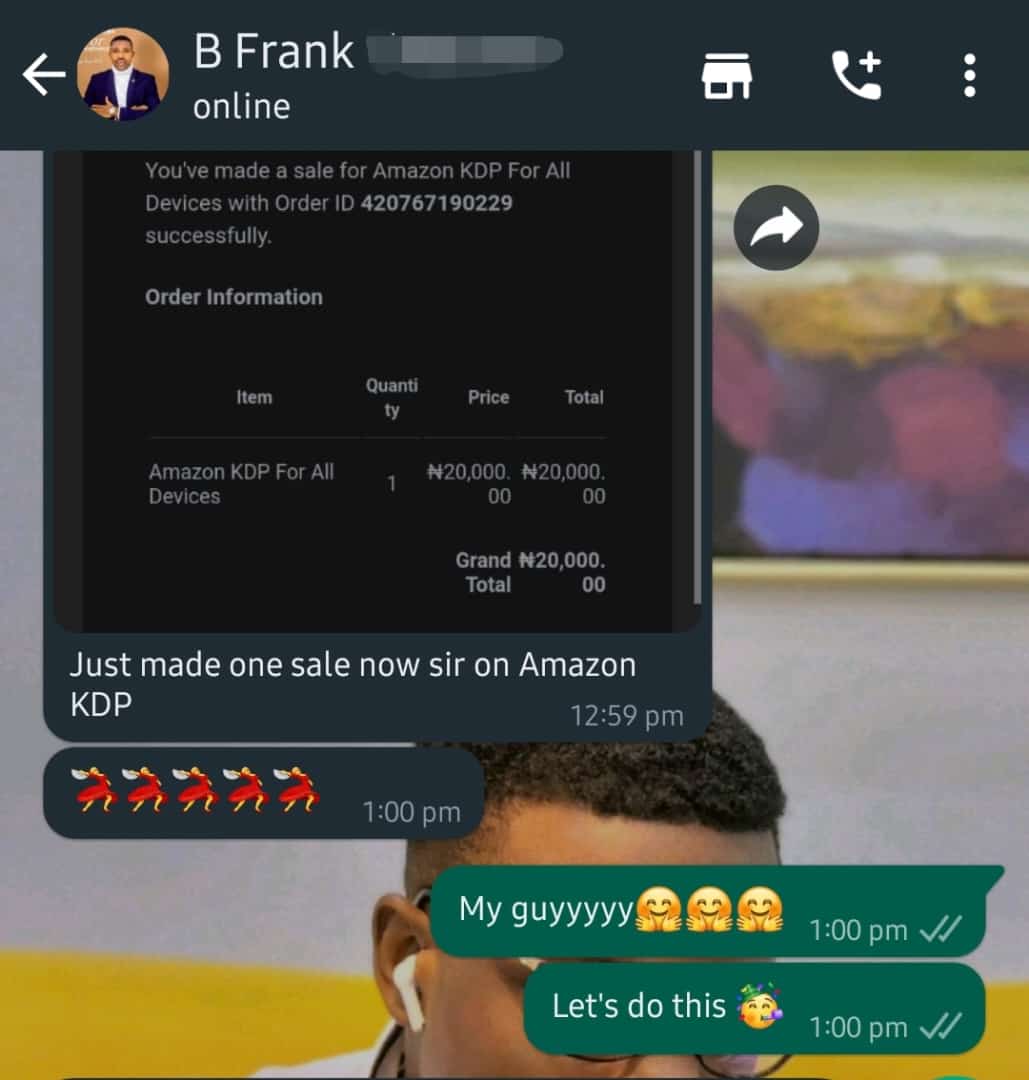 B Frank
online
You've made a sale for Amazon KDP For All
Devices with Order ID 420767190229
successfully.
Order Information
Item Quanti Price Total
ty
Amazon KDP For All 1 ₦20,000. ₦20,000.
Devices 00 00
Grand ₦20,000.
Total 00
Just made one sale now sir on Amazon
KDP
12:59 pm
💃💃💃💃💃 1:00 pm
My guyyyyy🤗🤗🤗 1:00 pm
Let's do this 🥳 1:00 pm